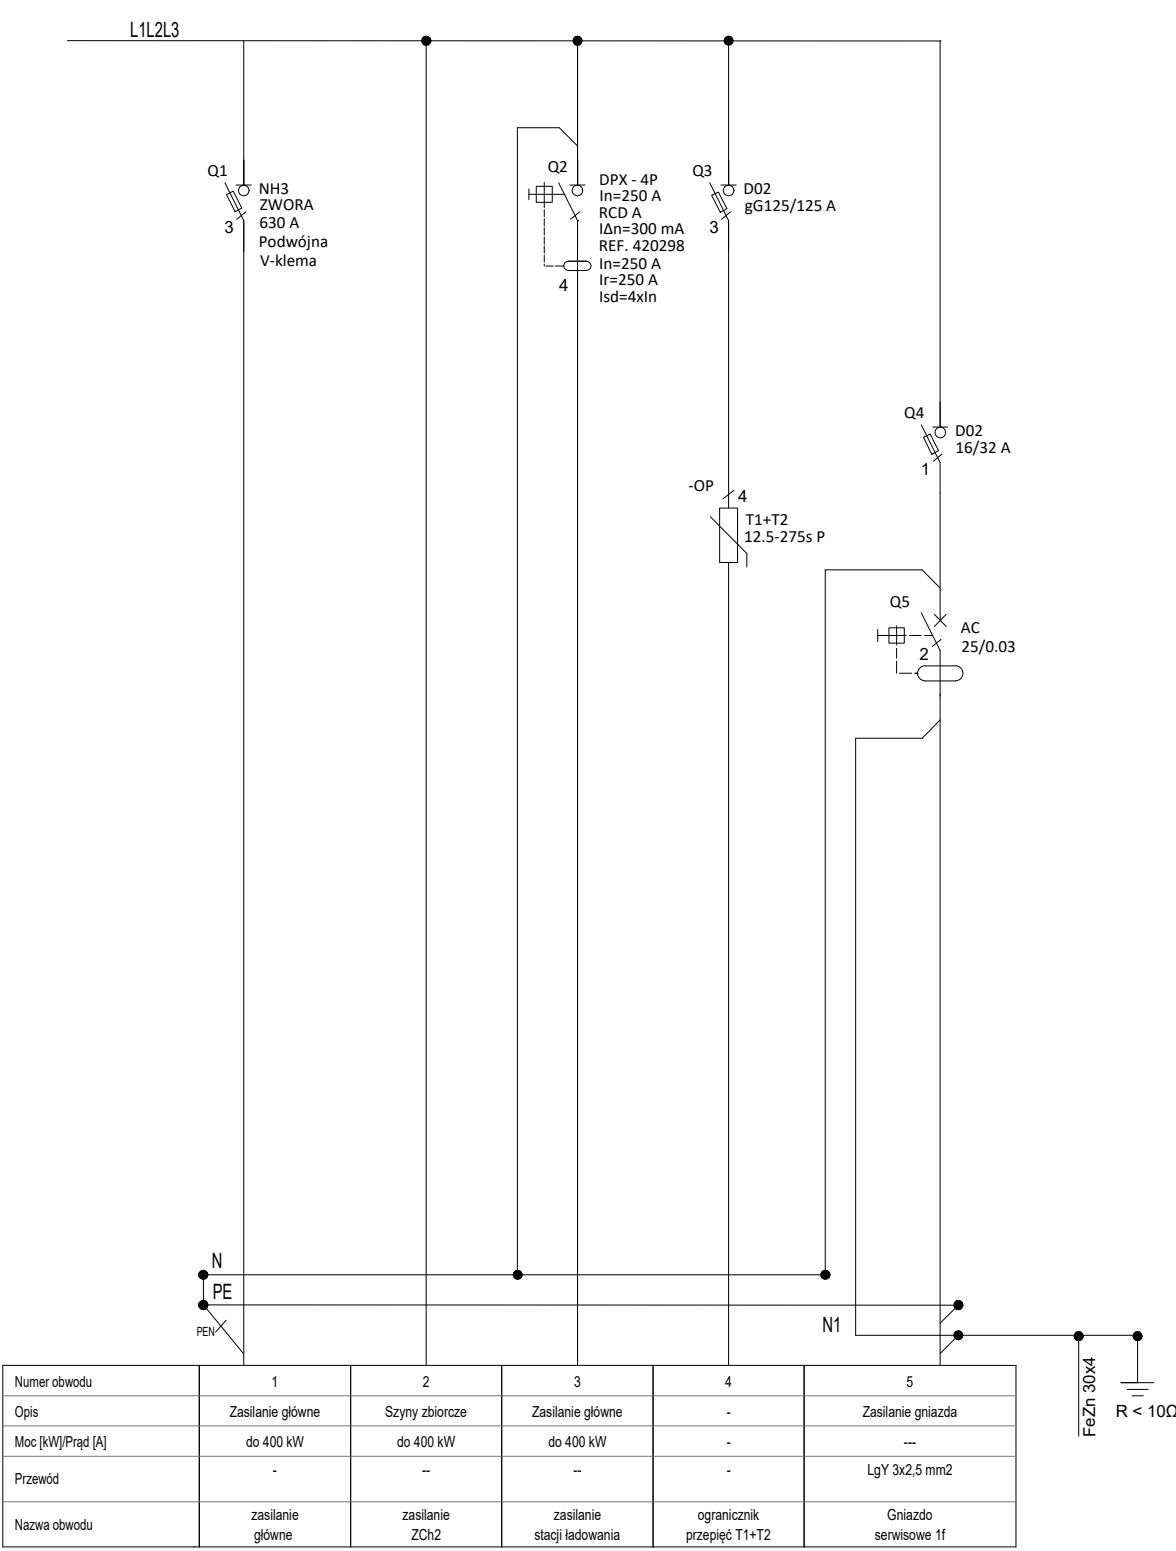 L1L2L3
Q1
NH3
ZWORA
630 A
Podwójna
V-klema
3
Q2
DPX - 4P
In=250 A
RCD A
IΔn=300 mA
REF. 420298
In=250 A
Ir=250 A
Isd=4xIn
4
Q3
D02
gG125/125 A
3
Q4
D02
16/32 A
1
-OP
4
T1+T2
12.5-275s P
Q5
AC
25/0.03
2
N
PE
PEN
N1
FeZn 30x4
R < 10Ω
Numer obwodu 1 2 3 4 5
Opis Zasilanie główne Szyny zbiorcze Zasilanie główne - Zasilanie gniazda
Moc [kW]/Prąd [A] do 400 kW do 400 kW do 400 kW - ---
Przewód - -- -- - LgY 3x2,5 mm2
Nazwa obwodu
zasilanie
główne
zasilanie
ZCh2
zasilanie
stacji ładowania
ogranicznik
przepięć T1+T2
Gniazdo
serwisowe 1f